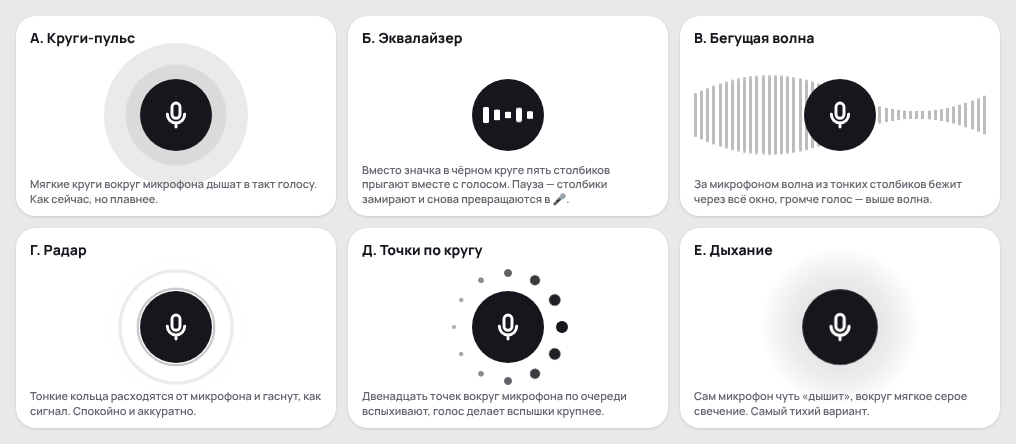 А. Круги-пульс
Мягкие круги вокруг микрофона дышат в такт голосу.
Как сейчас, но плавнее.
Б. Эквалайзер
Вместо значка в чёрном круге пять столбиков
прыгают вместе с голосом. Пауза — столбики
замирают и снова превращаются в 🎤.
В. Бегущая волна
За микрофоном волна из тонких столбиков бежит
через всё окно, громче голос — выше волна.
Г. Радар
Тонкие кольца расходятся от микрофона и гаснут, как
сигнал. Спокойно и аккуратно.
Д. Точки по кругу
Двенадцать точек вокруг микрофона по очереди
вспыхивают, голос делает вспышки крупнее.
Е. Дыхание
Сам микрофон чуть «дышит», вокруг мягкое серое
свечение. Самый тихий вариант.